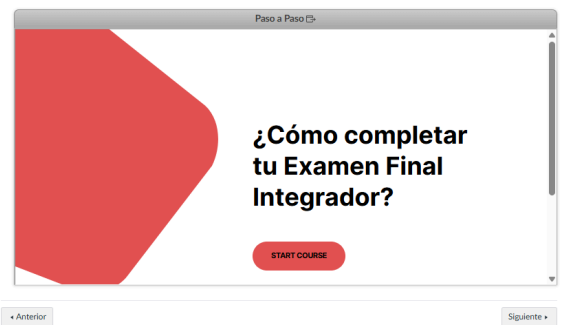 Paso a Paso
¿Cómo completar
tu Examen Final
Integrador?
START COURSE
Anterior
Siguiente